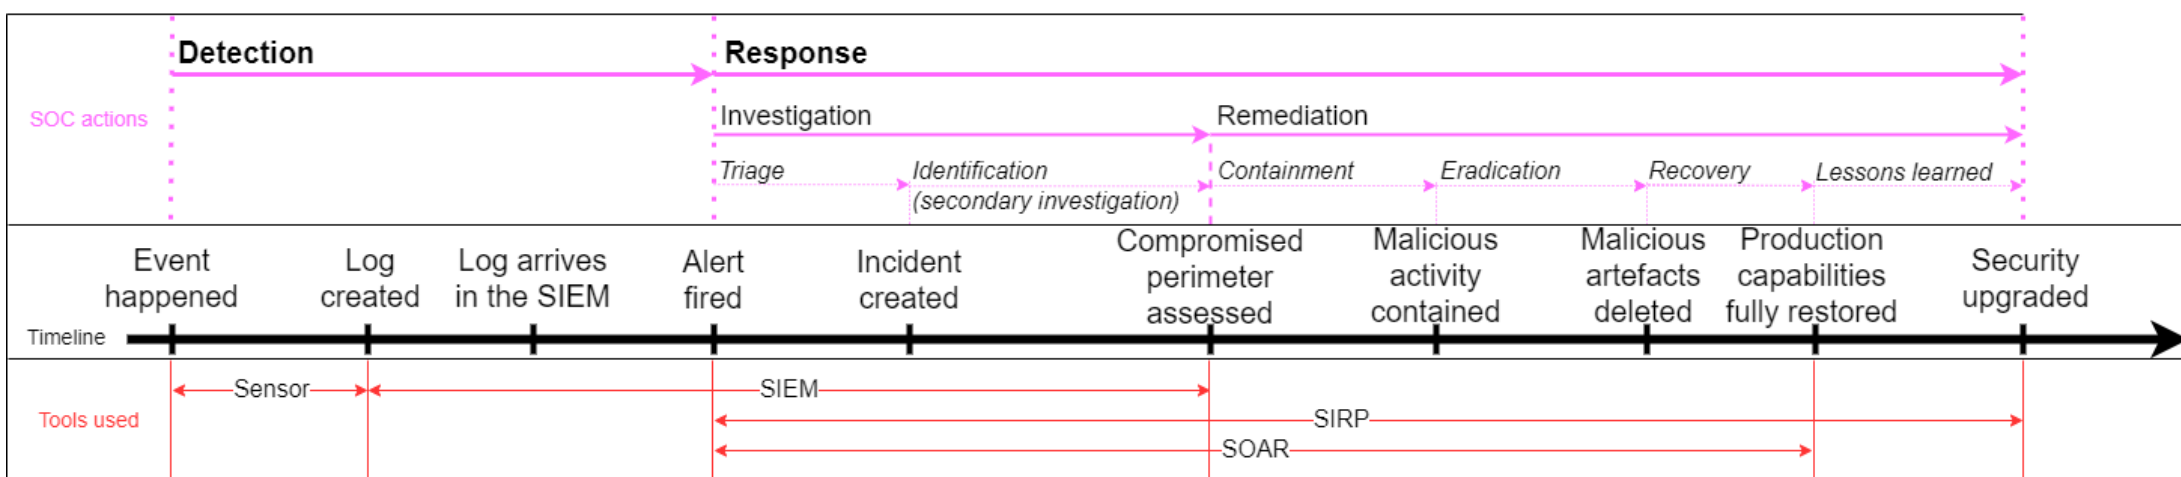 Detection
Response
SOC actions
Investigation
Remediation
Triage
Identification
(secondary investigation)
Containment
Eradication
Recovery
Lessons learned
Event
happened
Log
created
Log arrives
in the SIEM
Alert
fired
Incident
created
Compromised
perimeter
assessed
Malicious
activity
contained
Malicious
artefacts
deleted
Production
capabilities
fully restored
Security
upgraded
Timeline
Sensor
SIEM
Tools used
SIRP
SOAR